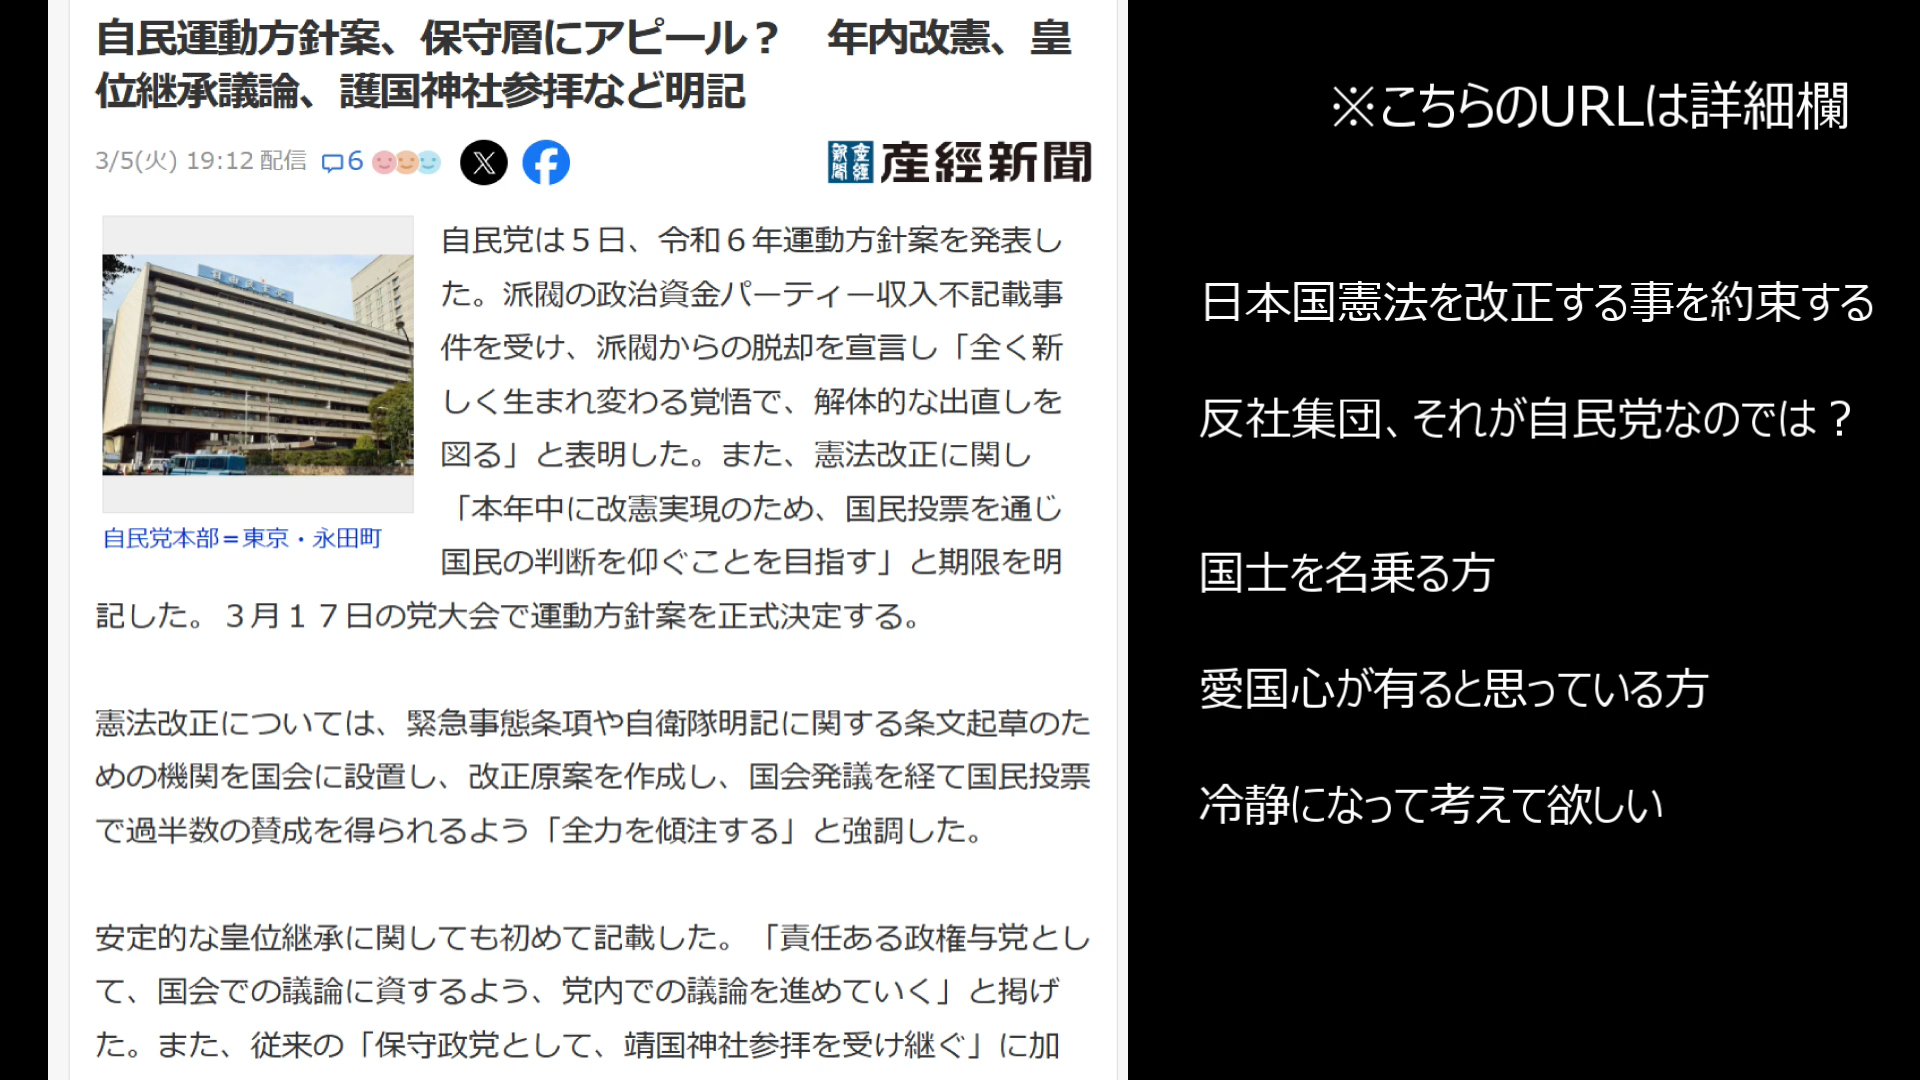 自民運動方針案、保守層にアピール？　年内改憲、皇
位継承議論、護国神社参拝など明記
3/5(火) 19:12 配信 6
産経新聞 産經新聞
自民党は５日、令和６年運動方針案を発表し
た。派閥の政治資金パーティー収入不記載事
件を受け、派閥からの脱却を宣言し「全く新
しく生まれ変わる覚悟で、解体的な出直しを
図る」と表明した。また、憲法改正に関し
「本年中に改憲実現のため、国民投票を通じ
国民の判断を仰ぐことを目指す」と期限を明
記した。３月１７日の党大会で運動方針案を正式決定する。
自民党本部＝東京・永田町
憲法改正については、緊急事態条項や自衛隊明記に関する条文起草のた
めの機関を国会に設置し、改正原案を作成し、国会発議を経て国民投票
で過半数の賛成を得られるよう「全力を傾注する」と強調した。
安定的な皇位継承に関しても初めて記載した。「責任ある政権与党とし
て、国会での議論に資するよう、党内での議論を進めていく」と掲げ
た。また、従来の「保守政党として、靖国神社参拝を受け継ぐ」に加
※こちらのURLは詳細欄
日本国憲法を改正する事を約束する
反社集団、それが自民党なのでは？
国士を名乗る方
愛国心が有ると思っている方
冷静になって考えて欲しい